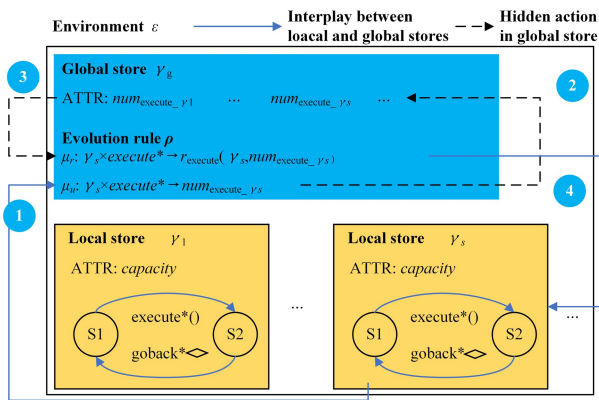 Environment ε
Interplay between
loacal and global stores
Hidden action
in global store
Global store γg
ATTR: numexecute_γ1 ... numexecute_γs ...
Evolution rule ρ
μr: γs×execute*→rexecute( γs,numexecute_γs)
μu: γs×execute*→numexecute_γs
3
2
4
1
Local store γ1
ATTR: capacity
S1
execute*()
goback*<>
S2
...
Local store γs
ATTR: capacity
S1
execute*()
goback*<>
S2
...